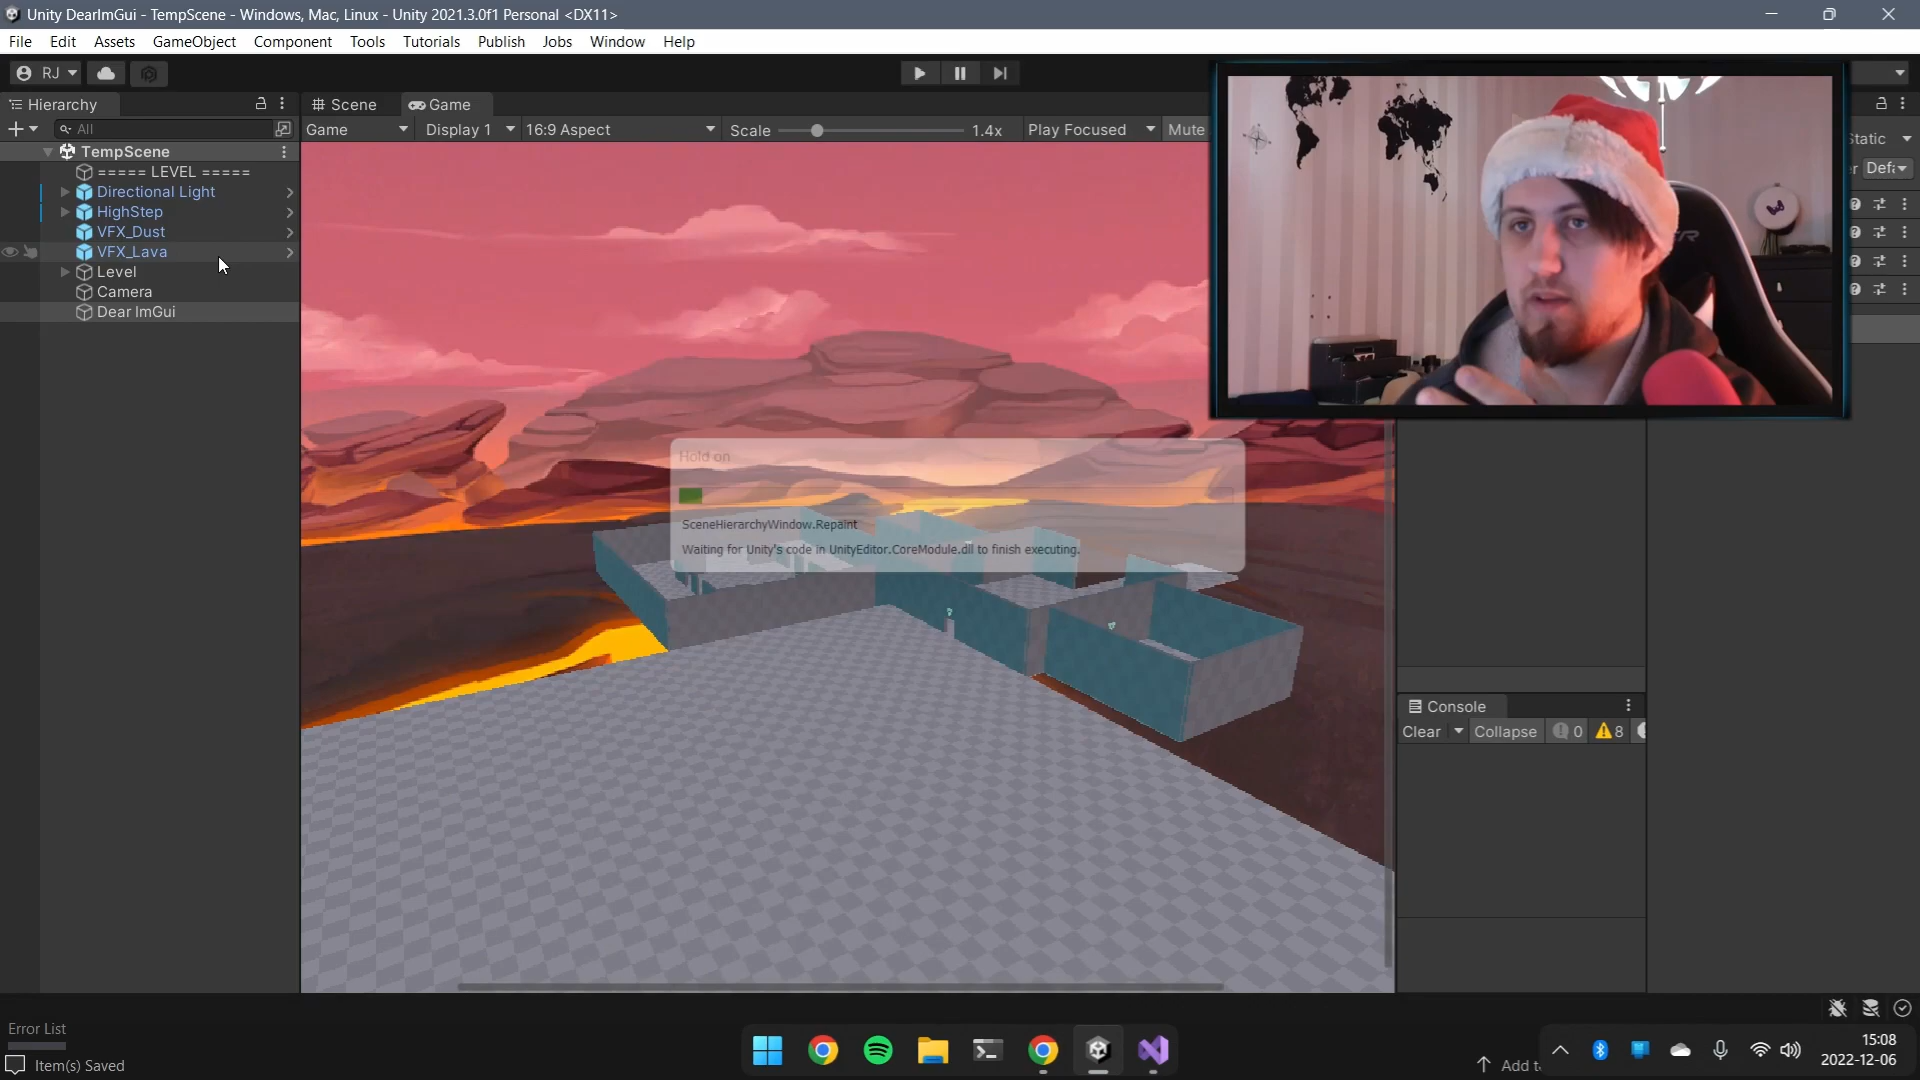 Unity DearImGui - TempScene - Windows, Mac, Linux - Unity 2021.3.0f1 Personal <DX11>
File Edit Assets GameObject Component Tools Tutorials Publish Jobs Window Help
RJ
Hierarchy
All
TempScene
===== LEVEL =====
Directional Light
HighStep
VFX_Dust
VFX_Lava
Level
Camera
Dear ImGui
Scene Game
Game Display 1 16:9 Aspect Scale 1.4x Play Focused Mute
Static
Hold on
SceneHierarchyWindow.Repaint
Waiting for Unity's code in UnityEditor.CoreModule.dll to finish executing.
Console
Clear Collapse 0 8
Error List
Item(s) Saved
15:08
2022-12-06